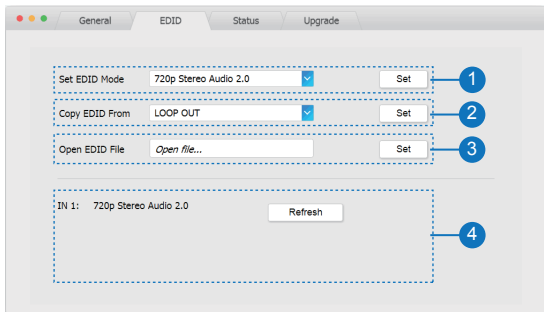 General EDID Status Upgrade
Set EDID Mode 720p Stereo Audio 2.0 Set 1
Copy EDID From LOOP OUT Set 2
Open EDID File Open file... Set 3
IN 1: 720p Stereo Audio 2.0 Refresh
4